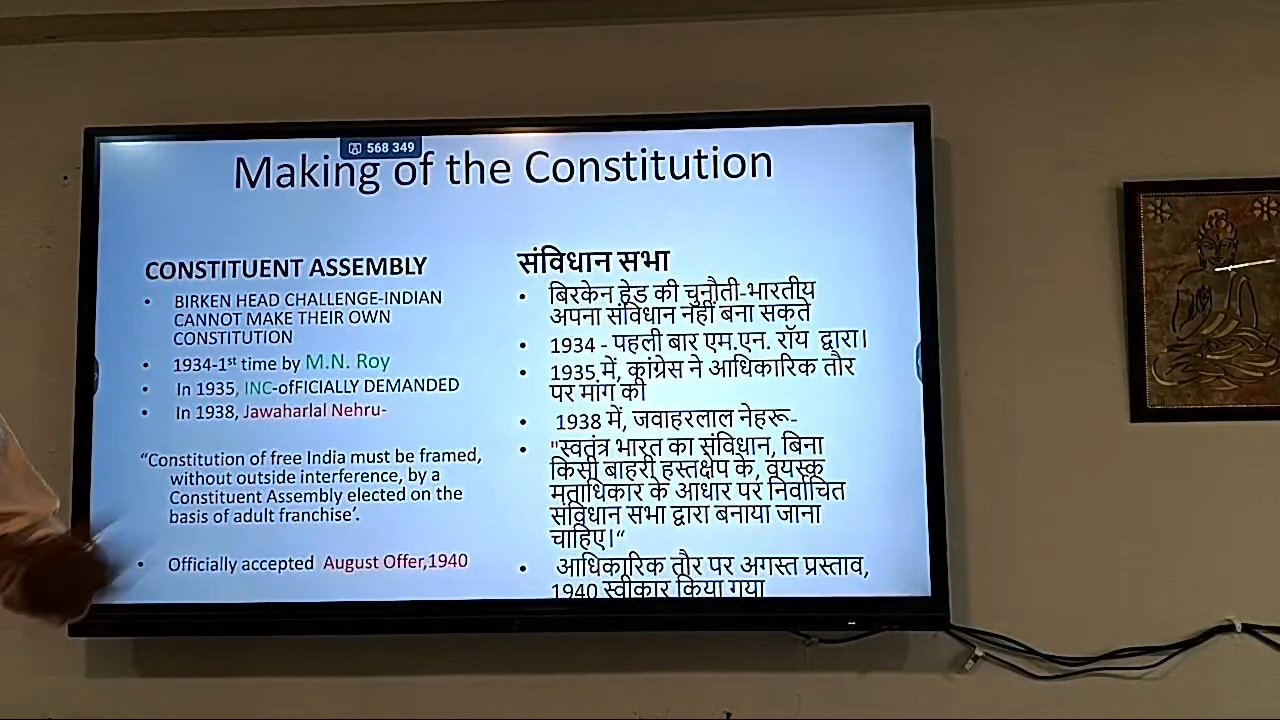 568 349
Making of the Constitution
CONSTITUENT ASSEMBLY
• BIRKEN HEAD CHALLENGE-INDIAN
CANNOT MAKE THEIR OWN
CONSTITUTION
• 1934-1st time by M.N. Roy
• In 1935, INC-ofFICIALLY DEMANDED
• In 1938, Jawaharlal Nehru-
“Constitution of free India must be framed,
without outside interference, by a
Constituent Assembly elected on the
basis of adult franchise’.
• Officially accepted August Offer,1940
संविधान सभा
• बिरकेन हेड की चुनौती-भारतीय
अपना संविधान नहीं बना सकते
• 1934 - पहली बार एम.एन. रॉय द्वारा।
• 1935 में, कांग्रेस ने आधिकारिक तौर
पर मांग की
• 1938 में, जवाहरलाल नेहरू-
• "स्वतंत्र भारत का संविधान, बिना
किसी बाहरी हस्तक्षेप के, वयस्क
मताधिकार के आधार पर निर्वाचित
संविधान सभा द्वारा बनाया जाना
चाहिए।“
• आधिकारिक तौर पर अगस्त प्रस्ताव,
1940 स्वीकार किया गया